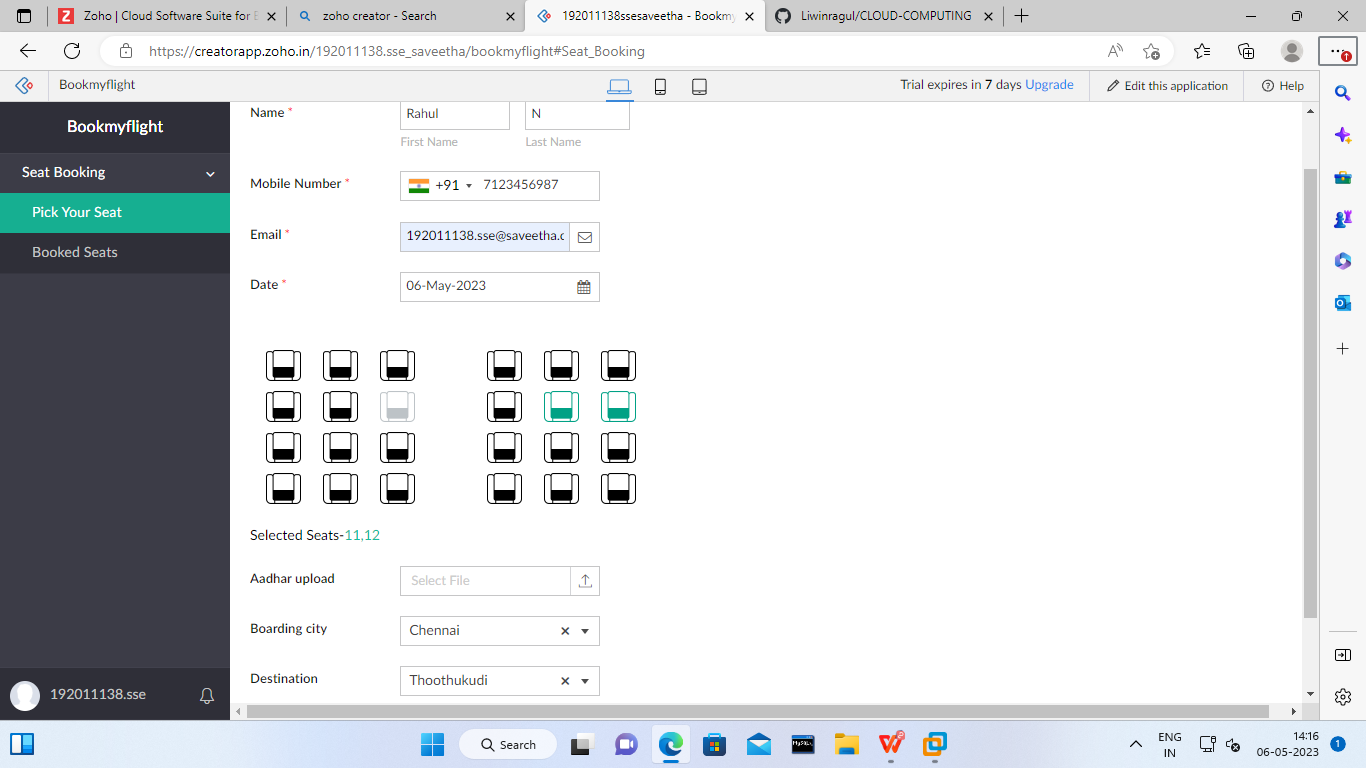 Zoho | Cloud Software Suite for B
zoho creator - Search
192011138ssesaveetha - Bookmy
Liwinragul/CLOUD-COMPUTING
https://creatorapp.zoho.in/192011138.sse_saveetha/bookmyflight#Seat_Booking
Bookmyflight
Trial expires in 7 days Upgrade
Edit this application
Help
Bookmyflight
Seat Booking
Pick Your Seat
Booked Seats
192011138.sse
Name *
Rahul
N
First Name
Last Name
Mobile Number *
+91
7123456987
Email *
192011138.sse@saveetha.c
Date *
06-May-2023
Selected Seats-11,12
Aadhar upload
Select File
Boarding city
Chennai
Destination
Thoothukudi
Search
ENG
IN
14:16
06-05-2023
1